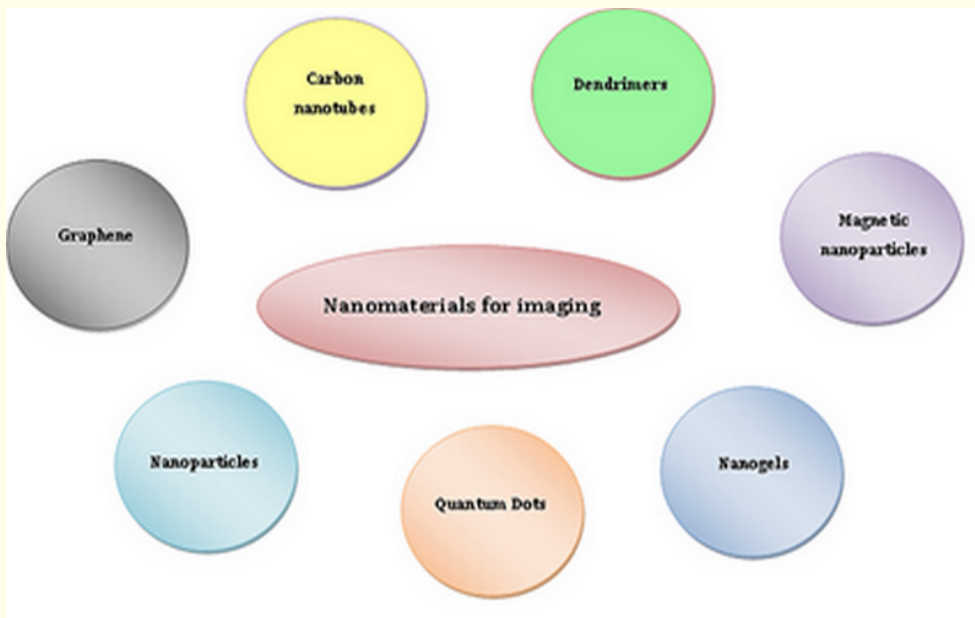 Carbon
nanotubes
Dendrimers
Graphene
Magnetic
nanoparticles
Nanomaterials for imaging
Nanoparticles
Quantum Dots
Nanogels